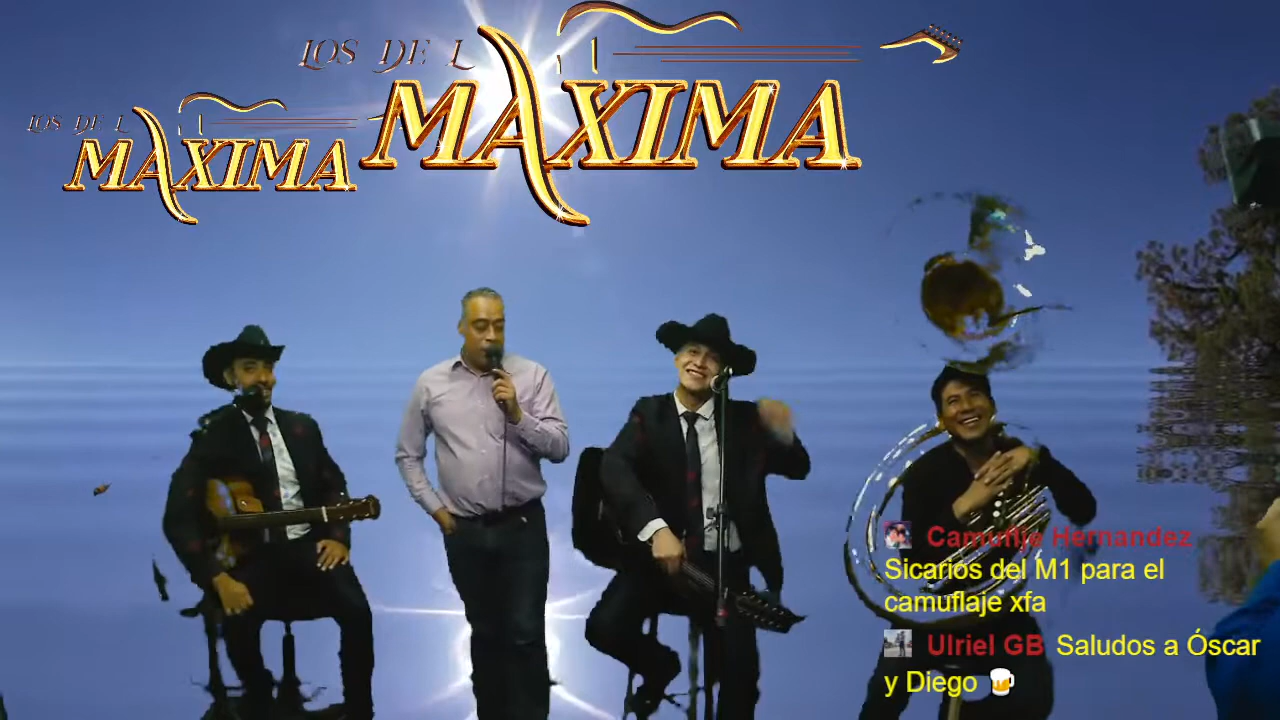 LOS DE L
MAXIMA
LOS DE L
MAXIMA
Camuflje Hernandez
Sicarios del M1 para el
camuflaje xfa
Ulriel GB Saludos a Óscar
y Diego 🍺